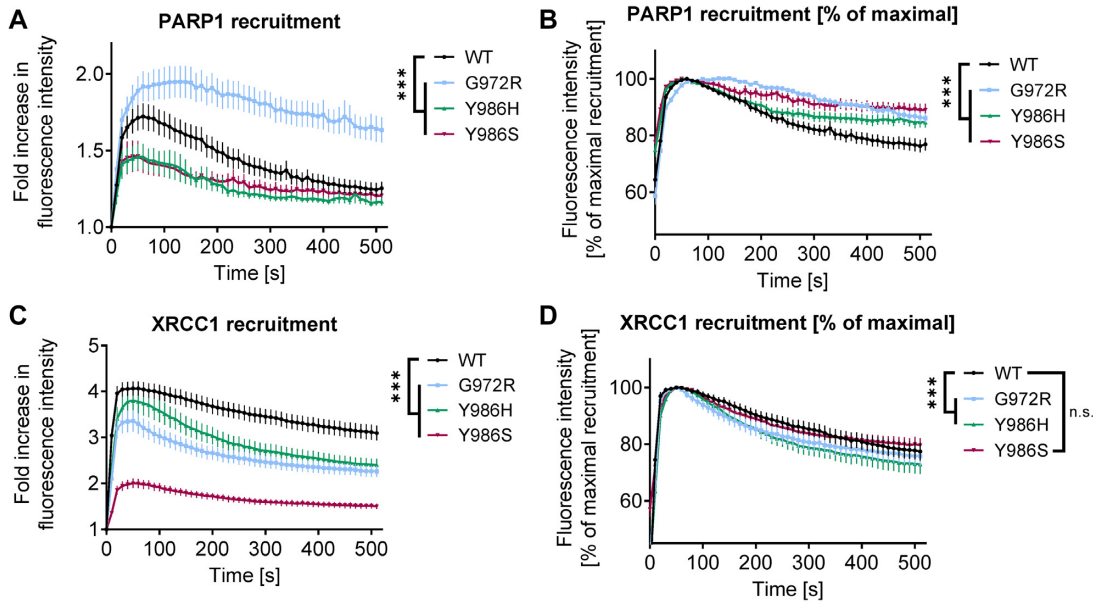 A
PARP1 recruitment
Fold increase in
fluorescence intensity
2.0
1.5
1.0
0 100 200 300 400 500
Time [s]
***
WT
G972R
Y986H
Y986S
B
PARP1 recruitment [% of maximal]
Fluorescence intensity
[% of maximal recruitment]
100
80
60
0 100 200 300 400 500
Time [s]
***
WT
G972R
Y986H
Y986S
C
XRCC1 recruitment
Fold increase in
fluorescence intensity
5
4
3
2
1
0 100 200 300 400 500
Time [s]
***
WT
G972R
Y986H
Y986S
D
XRCC1 recruitment [% of maximal]
Fluorescence intensity
[% of maximal recruitment]
100
80
60
0 100 200 300 400 500
Time [s]
***
WT
G972R
Y986H
Y986S
n.s.